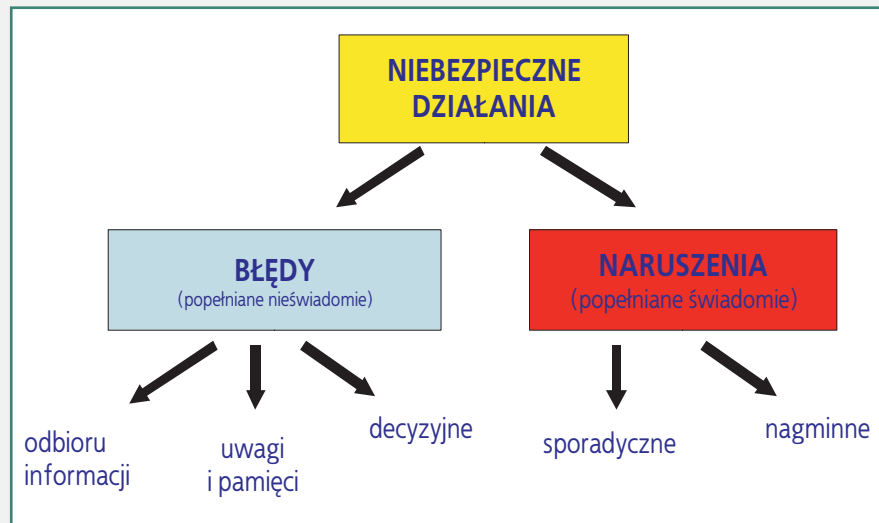 NIEBEZPIECZNE
DZIAŁANIA
BŁĘDY
(popełniane nieświadomie)
NARUSZENIA
(popełniane świadomie)
odbioru
informacji
uwagi
i pamięci
decyzyjne
sporadyczne
nagminne